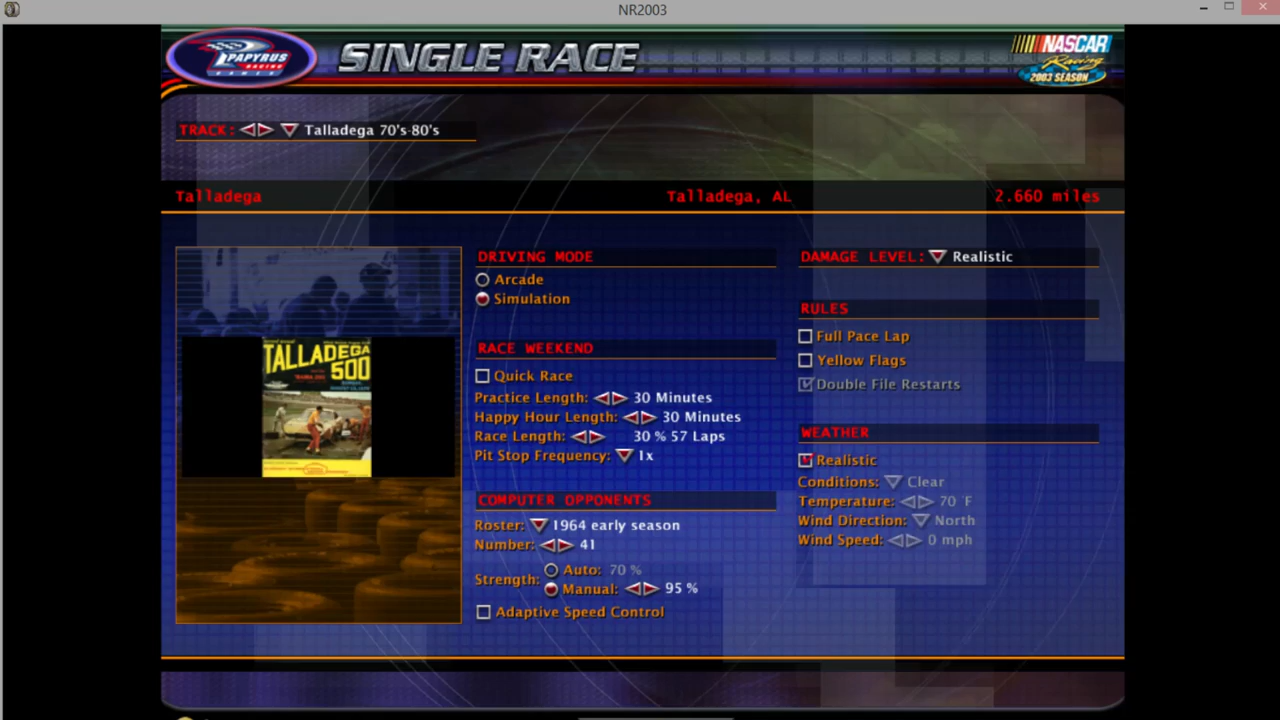 NR2003
PAPYRUS
RACING
GAMES
SINGLE RACE
NASCAR
Racing
2003 SEASON
TRACK: Talladega 70's-80's
Talladega Talladega, AL 2.660 miles
TALLADEGA
500
DRIVING MODE
Arcade
Simulation
RACE WEEKEND
Quick Race
Practice Length: 30 Minutes
Happy Hour Length: 30 Minutes
Race Length: 30 % 57 Laps
Pit Stop Frequency: 1x
COMPUTER OPPONENTS
Roster: 1964 early season
Number: 41
Strength:
Auto: 70 %
Manual: 95 %
Adaptive Speed Control
DAMAGE LEVEL: Realistic
RULES
Full Pace Lap
Yellow Flags
Double File Restarts
WEATHER
Realistic
Conditions: Clear
Temperature: 70 °F
Wind Direction: North
Wind Speed: 0 mph